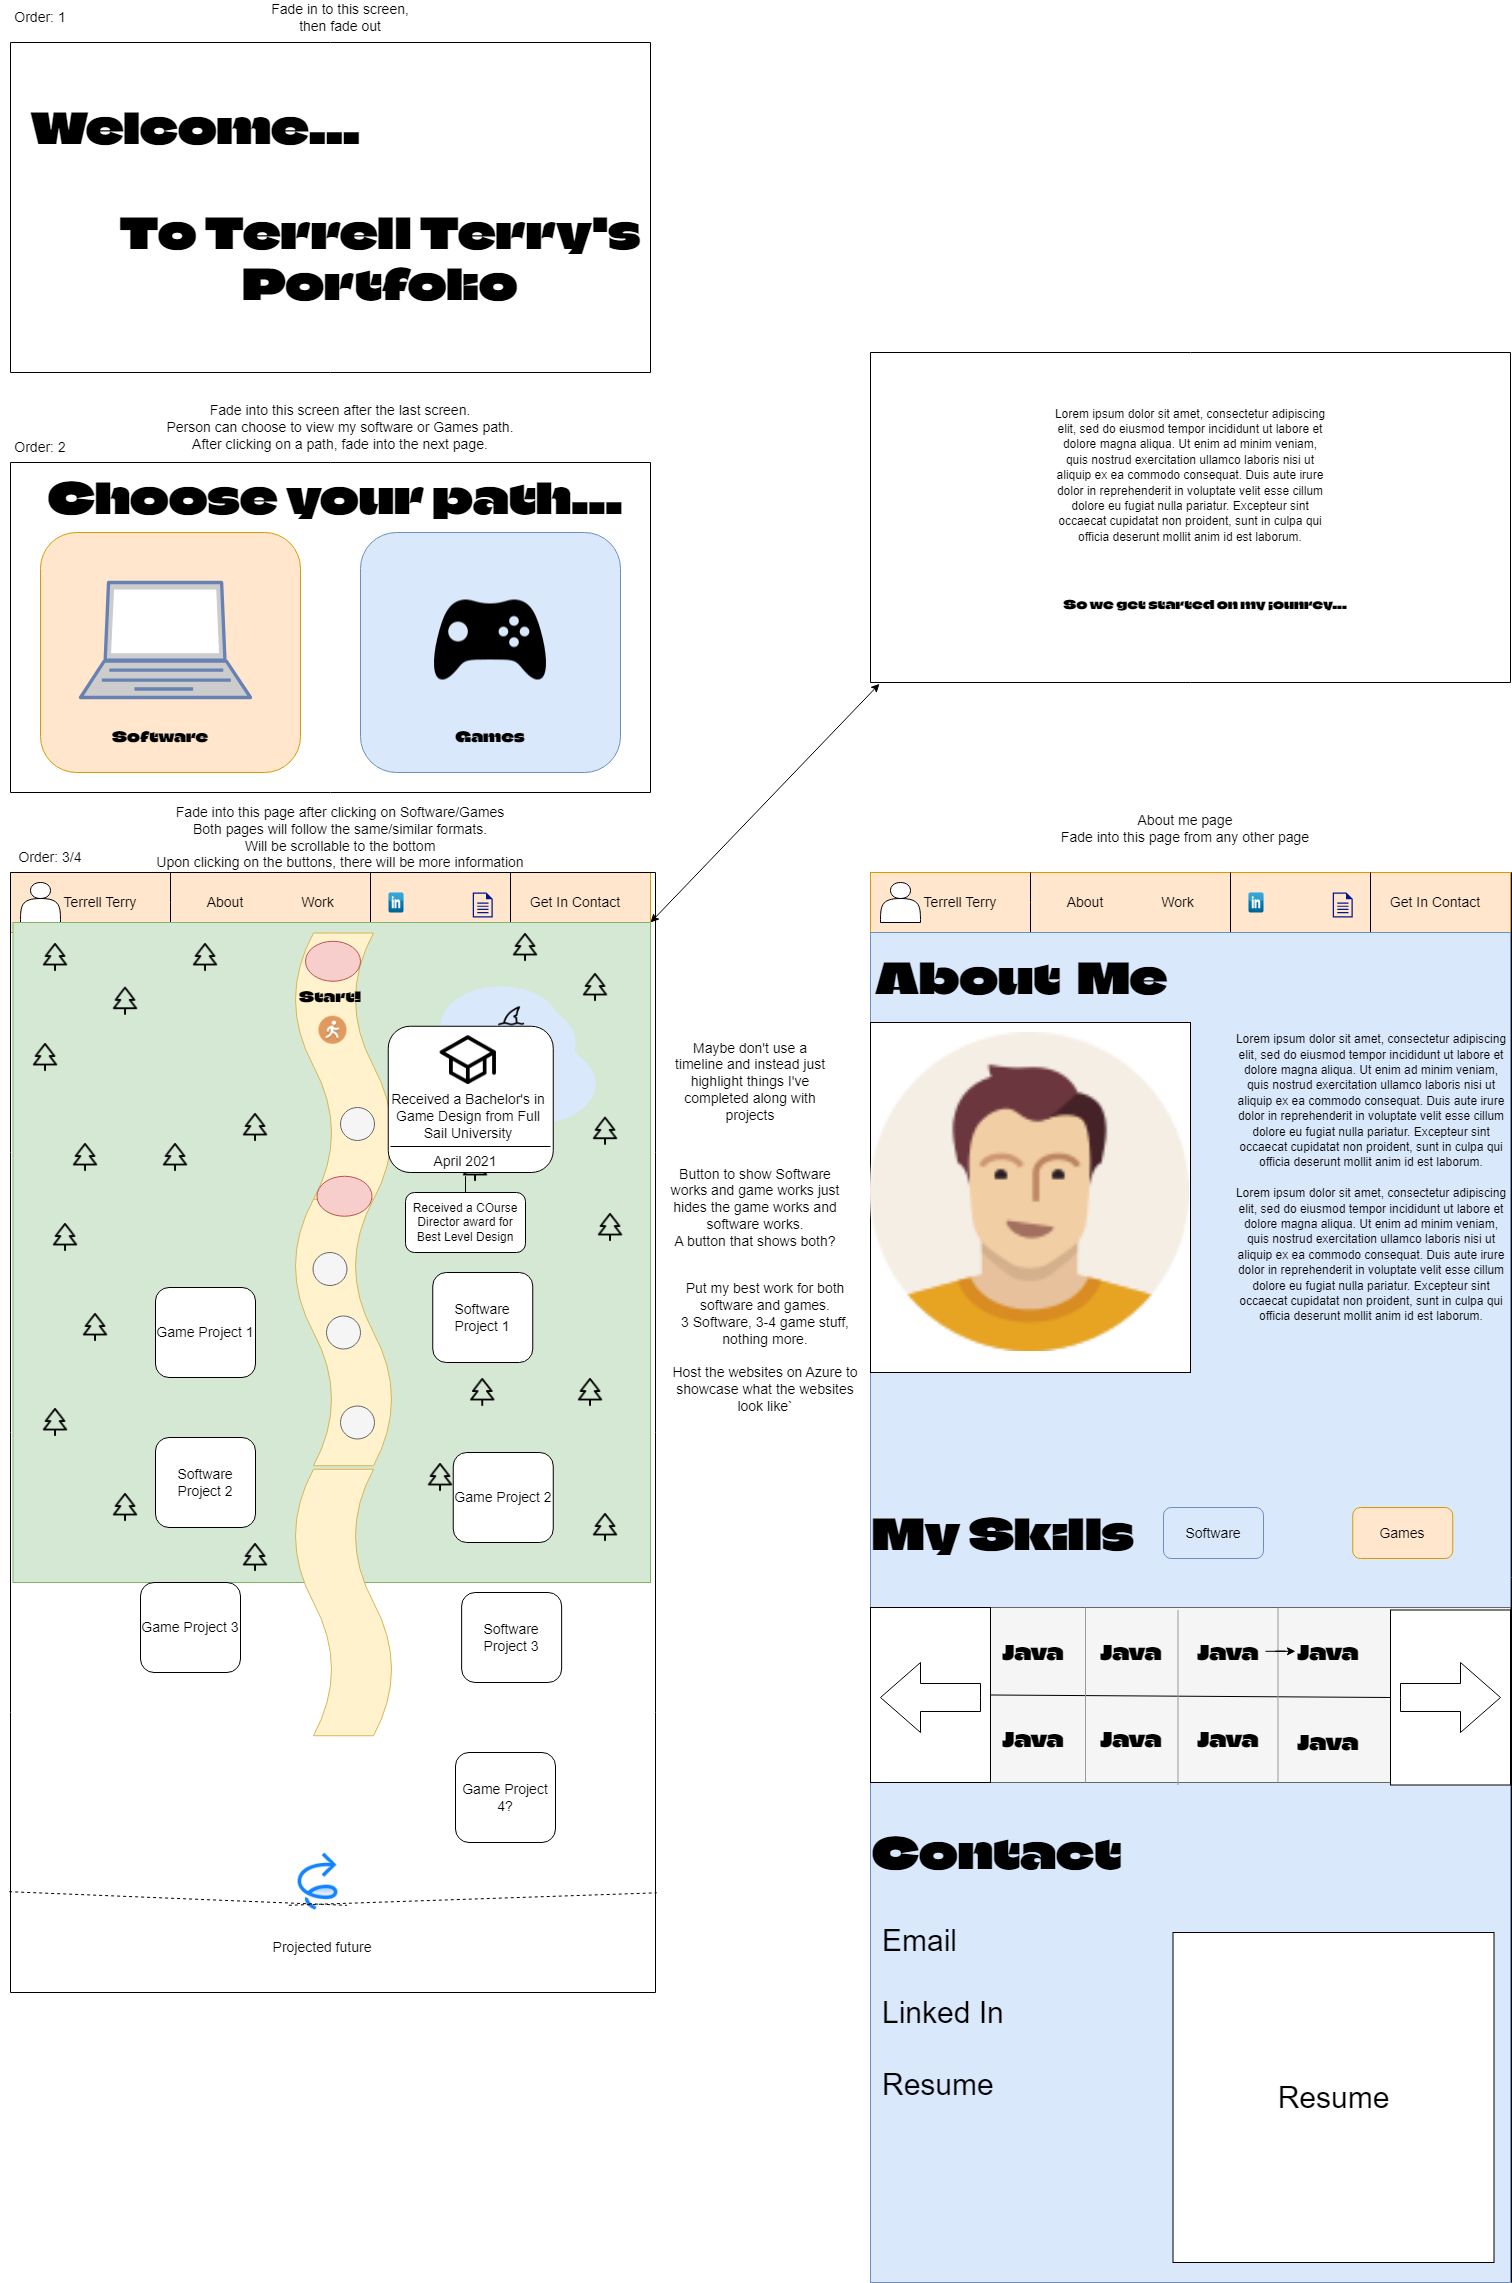 Order: 1
Fade in to this screen,
then fade out
Welcome...
To Terrell Terry's
Portfolio
Fade into this screen after the last screen.
Person can choose to view my software or Games path.
After clicking on a path, fade into the next page.
Order: 2
Choose your path...
Software
Games
Fade into this page after clicking on Software/Games
Both pages will follow the same/similar formats.
Will be scrollable to the bottom
Upon clicking on the buttons, there will be more information
Order: 3/4
Terrell Terry
About
Work
in
Get In Contact
Start!
Received a Bachelor's in
Game Design from Full
Sail University
April 2021
Received a COurse
Director award for
Best Level Design
Game Project 1
Software
Project 1
Software
Project 2
Game Project 2
Game Project 3
Software
Project 3
Game Project
4?
Projected future
Maybe don't use a
timeline and instead just
highlight things I've
completed along with
projects
Button to show Software
works and game works just
hides the game works and
software works.
A button that shows both?
Put my best work for both
software and games.
3 Software, 3-4 game stuff,
nothing more.
Host the websites on Azure to
showcase what the websites
look like`
Lorem ipsum dolor sit amet, consectetur adipiscing
elit, sed do eiusmod tempor incididunt ut labore et
dolore magna aliqua. Ut enim ad minim veniam,
quis nostrud exercitation ullamco laboris nisi ut
aliquip ex ea commodo consequat. Duis aute irure
dolor in reprehenderit in voluptate velit esse cillum
dolore eu fugiat nulla pariatur. Excepteur sint
occaecat cupidatat non proident, sunt in culpa qui
officia deserunt mollit anim id est laborum.
So we get started on my jounrey...
About me page
Fade into this page from any other page
Terrell Terry
About
Work
in
Get In Contact
About Me
Lorem ipsum dolor sit amet, consectetur adipiscing
elit, sed do eiusmod tempor incididunt ut labore et
dolore magna aliqua. Ut enim ad minim veniam,
quis nostrud exercitation ullamco laboris nisi ut
aliquip ex ea commodo consequat. Duis aute irure
dolor in reprehenderit in voluptate velit esse cillum
dolore eu fugiat nulla pariatur. Excepteur sint
occaecat cupidatat non proident, sunt in culpa qui
officia deserunt mollit anim id est laborum.
Lorem ipsum dolor sit amet, consectetur adipiscing
elit, sed do eiusmod tempor incididunt ut labore et
dolore magna aliqua. Ut enim ad minim veniam,
quis nostrud exercitation ullamco laboris nisi ut
aliquip ex ea commodo consequat. Duis aute irure
dolor in reprehenderit in voluptate velit esse cillum
dolore eu fugiat nulla pariatur. Excepteur sint
occaecat cupidatat non proident, sunt in culpa qui
officia deserunt mollit anim id est laborum.
My Skills
Software
Games
Java
Java
Java
Java
Java
Java
Java
Java
Contact
Email
Linked In
Resume
Resume